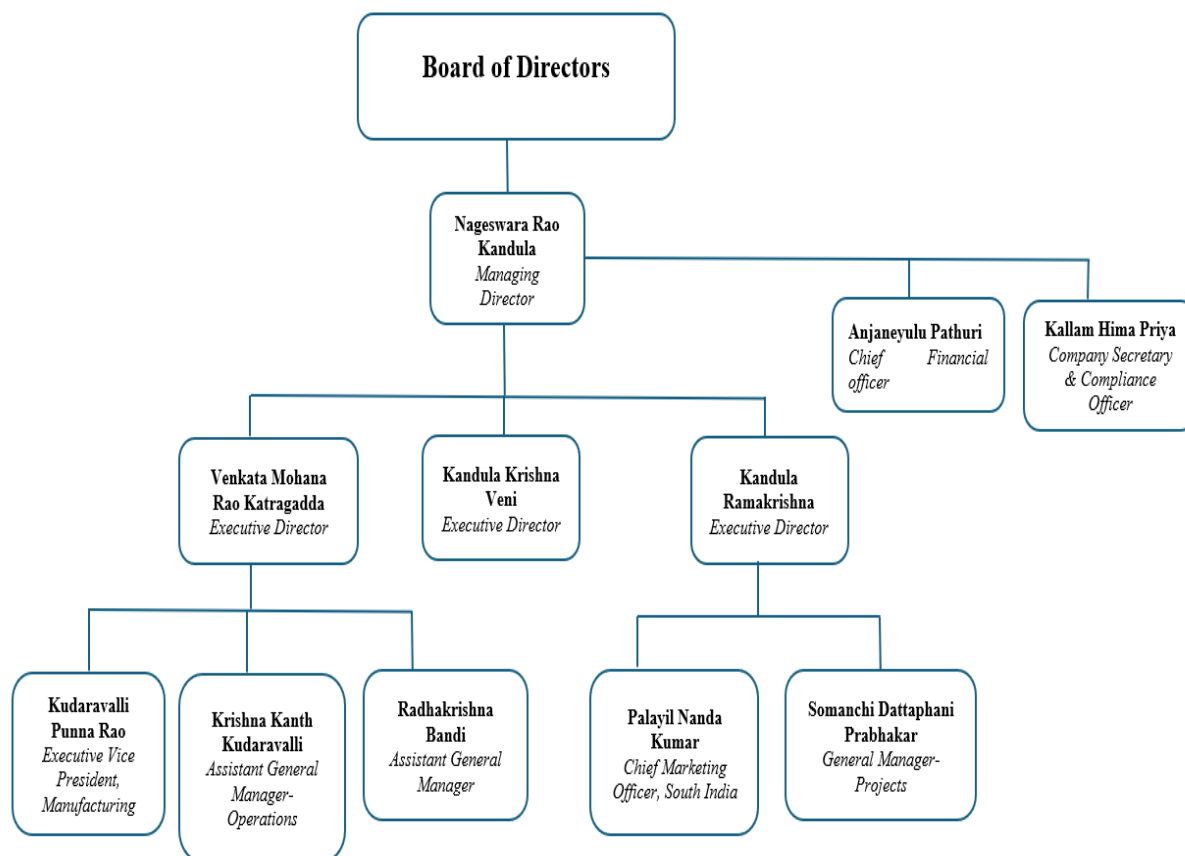 Board of Directors
Nageswara Rao
Kandula
Managing
Director
Anjaneyulu Pathuri
Chief Financial
officer
Kallam Hima Priya
Company Secretary
& Compliance
Officer
Venkata Mohana
Rao Katragadda
Executive Director
Kandula Krishna
Veni
Executive Director
Kandula
Ramakrishna
Executive Director
Kudaravalli
Punna Rao
Executive Vice
President,
Manufacturing
Krishna Kanth
Kudaravalli
Assistant General
Manager-
Operations
Radhakrishna
Bandi
Assistant General
Manager
Palayil Nanda
Kumar
Chief Marketing
Officer, South India
Somanchi Dattaphani
Prabhakar
General Manager-
Projects